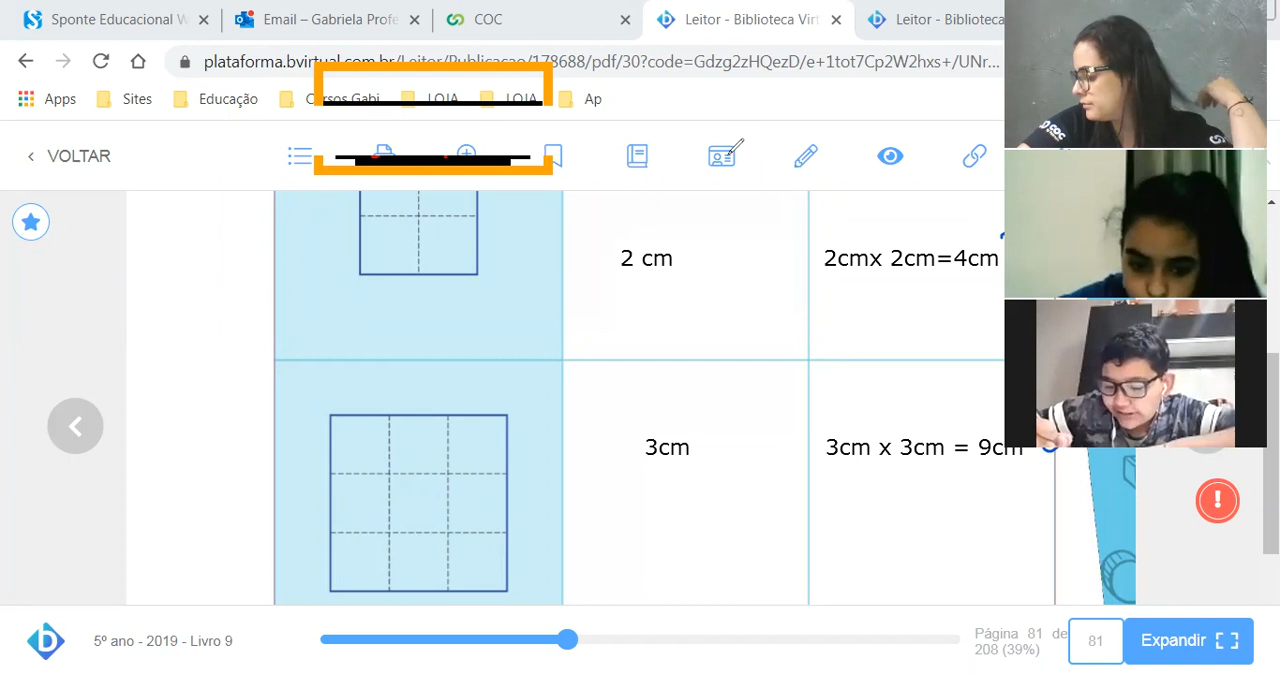 Sponte Educacional W
Email – Gabriela Profe
COC
Leitor - Biblioteca Virt
Leitor - Biblioteca
plataforma.bvirtual.com.br/Leitor/Publicacao/178688/pdf/30?code=Gdzg2zHQezD/e+1tot7Cp2W2hxs+/UNr...
Apps Sites Educação Cursos Gabi LOJA LOJA Ap
VOLTAR
2 cm 2cmx 2cm=4cm
3cm 3cm x 3cm = 9cm
5º ano - 2019 - Livro 9
Página 81 de
208 (39%)
81
Expandir